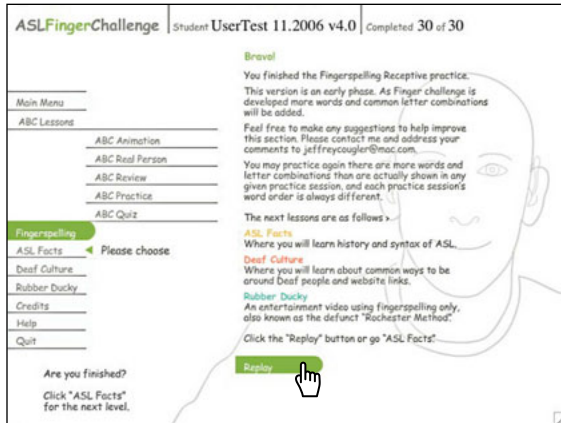 ASLFingerChallenge Student UserTest 11.2006 v4.0 Completed 30 of 30
Main Menu
ABC Lessons
ABC Animation
ABC Real Person
ABC Review
ABC Practice
ABC Quiz
Fingerspelling
ASL Facts Please choose
Deaf Culture
Rubber Ducky
Credits
Help
Quit
Are you finished?
Click "ASL Facts"
for the next level.
Bravo!
You finished the Fingerspelling Receptive practice.
This version is an early phase. As Finger challenge is
developed more words and common letter combinations
will be added.
Feel free to make any suggestions to help improve
this section. Please contact me and address your
comments to jeffreycougler@mac.com.
You may practice again there are more words and
letter combinations than are actually shown in any
given practice session, and each practice session's
word order is always different.
The next lessons are as follows >
ASL Facts
Where you will learn history and syntax of ASL.
Deaf Culture
Where you will learn about common ways to be
around Deaf people and website links.
Rubber Ducky
An entertainment video using fingerspelling only,
also known as the defunct "Rochester Method."
Click the "Replay" button or go "ASL Facts."
Replay